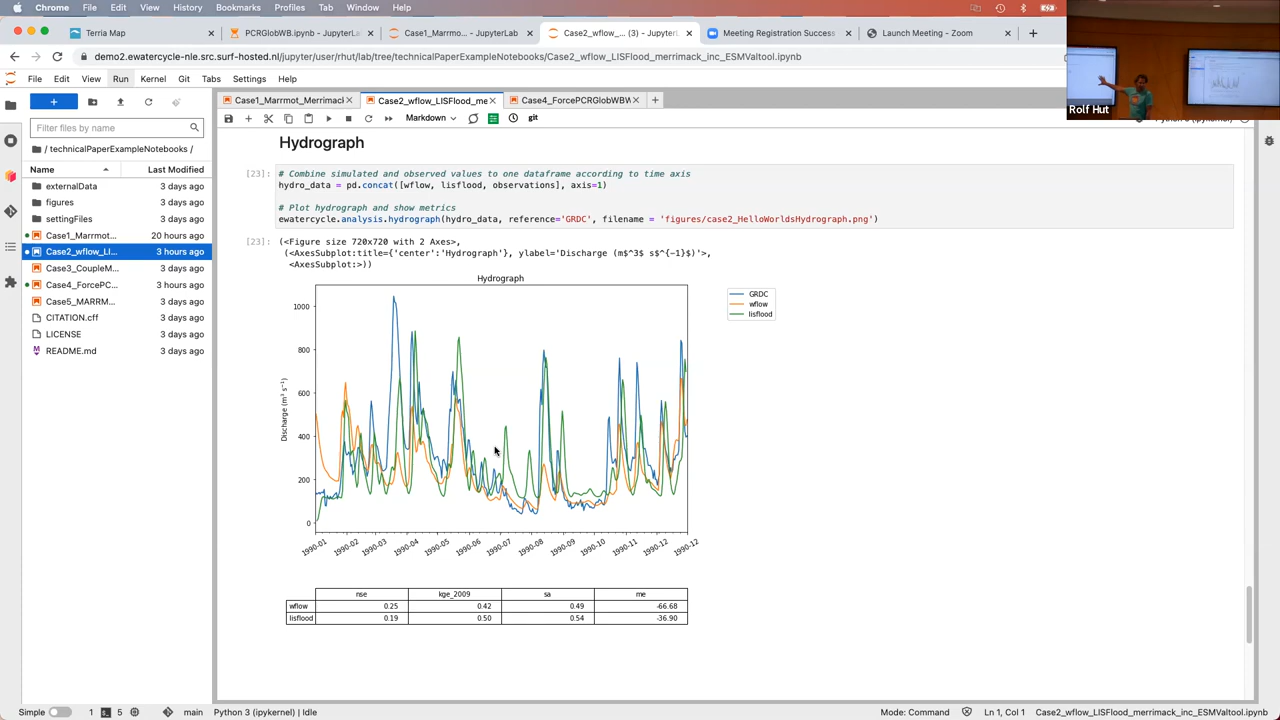 Chrome File Edit View History Bookmarks Profiles Tab Window Help
Terria Map
PCRGlobWB.ipynb - JupyterLe
Case1_Marrmo... - JupyterLab
Case2_wflow_... (3) - JupyterL
Meeting Registration Success
Launch Meeting - Zoom
demo2.ewatercycle-nle.src.surf-hosted.nl/jupyter/user/rhut/lab/tree/technicalPaperExampleNotebooks/Case2_wflow_LISFlood_merrimack_inc_ESMValtool.ipynb
File Edit View Run Kernel Git Tabs Settings Help
Rolf Hut
Case1_Marrmot_Merrimacl
Case2_wflow_LISFlood_me
Case4_ForcePCRGlobWBW
Markdown
git
Python 3 (ipykernel)
Filter files by name
/ technicalPaperExampleNotebooks /
Name Last Modified
externalData 3 days ago
figures 3 days ago
settingFiles 3 days ago
Case1_Marrmot... 20 hours ago
Case2_wflow_LI... 3 hours ago
Case3_CoupleM... 3 days ago
Case4_ForcePC... 3 hours ago
Case5_MARRM... 3 days ago
CITATION.cff 3 days ago
LICENSE 3 days ago
README.md 3 days ago
Hydrograph
[23]: # Combine simulated and observed values to one dataframe according to time axis
hydro_data = pd.concat([wflow, lisflood, observations], axis=1)
# Plot hydrograph and show metrics
ewatercycle.analysis.hydrograph(hydro_data, reference='GRDC', filename = 'figures/case2_HelloWorldsHydrograph.png')
[23]: (<Figure size 720x720 with 2 Axes>,
(<AxesSubplot:title={'center':'Hydrograph'}, ylabel='Discharge (m$^3$ s$^{-1}$)'>,
<AxesSubplot:>))
Hydrograph
GRDC
wflow
lisflood
1000
800
600
400
200
0
Discharge (m³ s⁻¹)
1990-01 1990-02 1990-03 1990-04 1990-05 1990-06 1990-07 1990-08 1990-09 1990-10 1990-11 1990-12 1990-12
nse kge_2009 sa me
wflow 0.25 0.42 0.49 -66.68
lisflood 0.19 0.50 0.54 -36.90
Simple 1 5 main Python 3 (ipykernel) | Idle Mode: Command Ln 1, Col 1 Case2_wflow_LISFlood_merrimack_inc_ESMValtool.ipynb